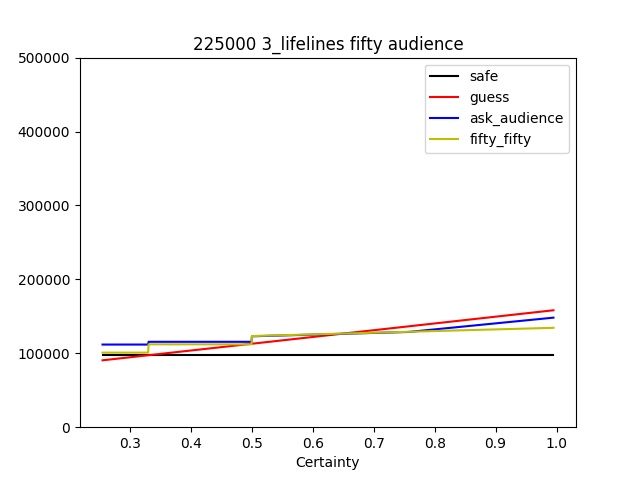 225000 3_lifelines fifty audience
500000
400000
300000
200000
100000
0
safe
guess
ask_audience
fifty_fifty
0.3 0.4 0.5 0.6 0.7 0.8 0.9 1.0
Certainty